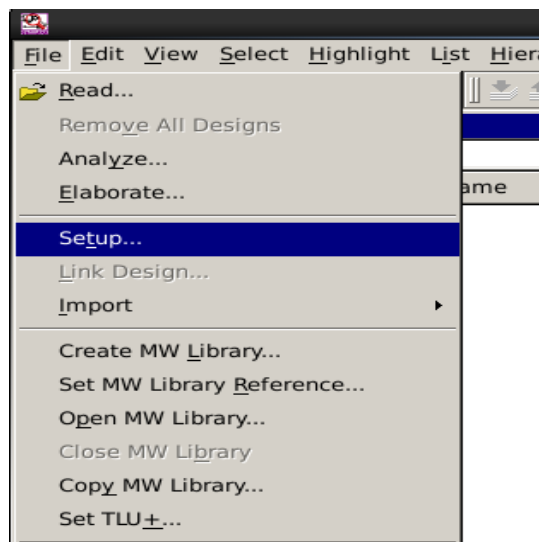 File Edit View Select Highlight List Hier
Read...
Remove All Designs
Analyze...
Elaborate...
ame
Setup...
Link Design...
Import
Create MW Library...
Set MW Library Reference...
Open MW Library...
Close MW Library
Copy MW Library...
Set TLU+...